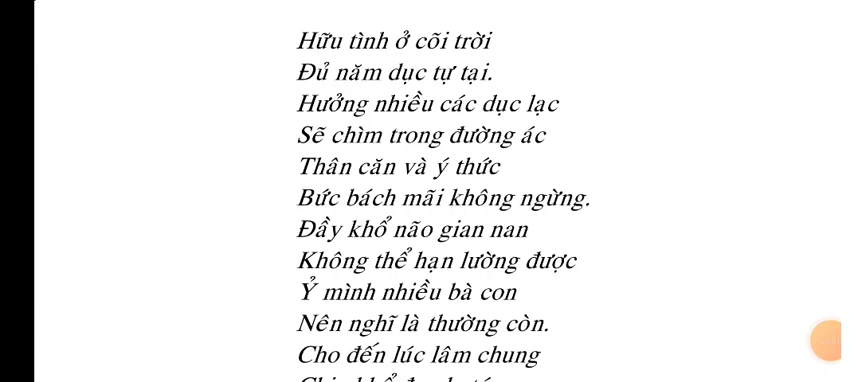 Hữu tình ở cõi trời
Đủ năm dục tự tại.
Hưởng nhiều các dục lạc
Sẽ chìm trong đường ác
Thân căn và ý thức
Bức bách mãi không ngừng.
Đầy khổ não gian nan
Không thể hạn lường được
Ỷ mình nhiều bà con
Nên nghĩ là thường còn.
Cho đến lúc lâm chung